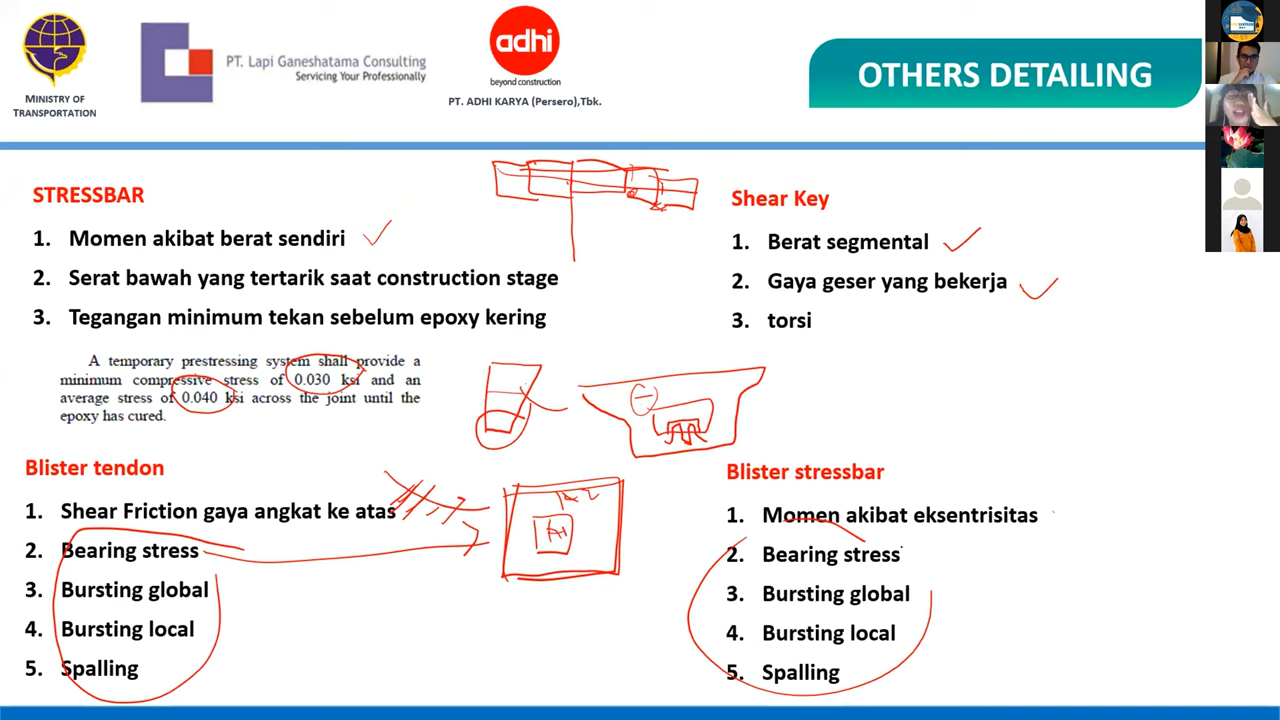 MINISTRY OF
TRANSPORTATION
PT. Lapi Ganeshatama Consulting
Servicing Your Professionally
adhi
beyond construction
PT. ADHI KARYA (Persero),Tbk.
OTHERS DETAILING
STRESSBAR
1. Momen akibat berat sendiri
2. Serat bawah yang tertarik saat construction stage
3. Tegangan minimum tekan sebelum epoxy kering
A temporary prestressing system shall provide a
minimum compressive stress of 0.030 ksi and an
average stress of 0.040 ksi across the joint until the
epoxy has cured.
Shear Key
1. Berat segmental
2. Gaya geser yang bekerja
3. torsi
Blister tendon
1. Shear Friction gaya angkat ke atas
2. Bearing stress
3. Bursting global
4. Bursting local
5. Spalling
A2
A1
Blister stressbar
1. Momen akibat eksentrisitas
2. Bearing stress
3. Bursting global
4. Bursting local
5. Spalling